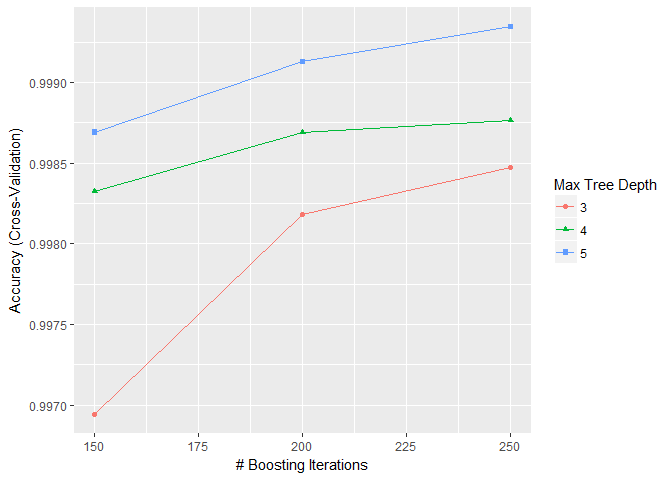 Accuracy (Cross-Validation)
0.9990
0.9985
0.9980
0.9975
0.9970
150 175 200 225 250
# Boosting Iterations
Max Tree Depth
3
4
5